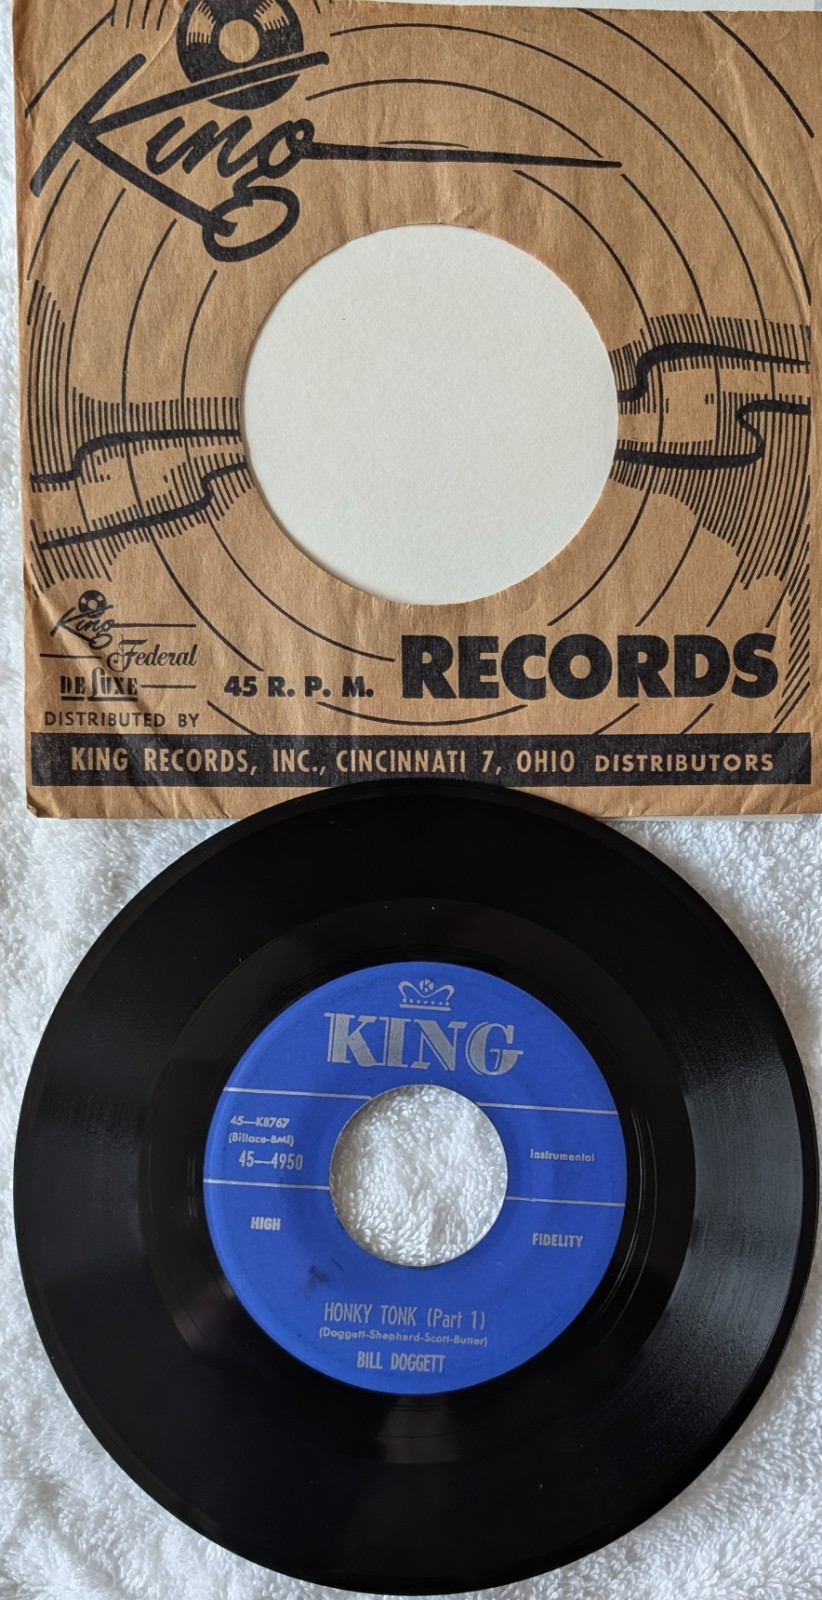 King
King
Federal
DE LUXE
45 R. P. M. RECORDS
DISTRIBUTED BY
KING RECORDS, INC., CINCINNATI 7, OHIO DISTRIBUTORS
K
KING
45—K8767
(Billace-BMI)
45—4950
Instrumental
HIGH FIDELITY
HONKY TONK (Part 1)
(Doggett-Shepherd-Scott-Butler)
BILL DOGGETT